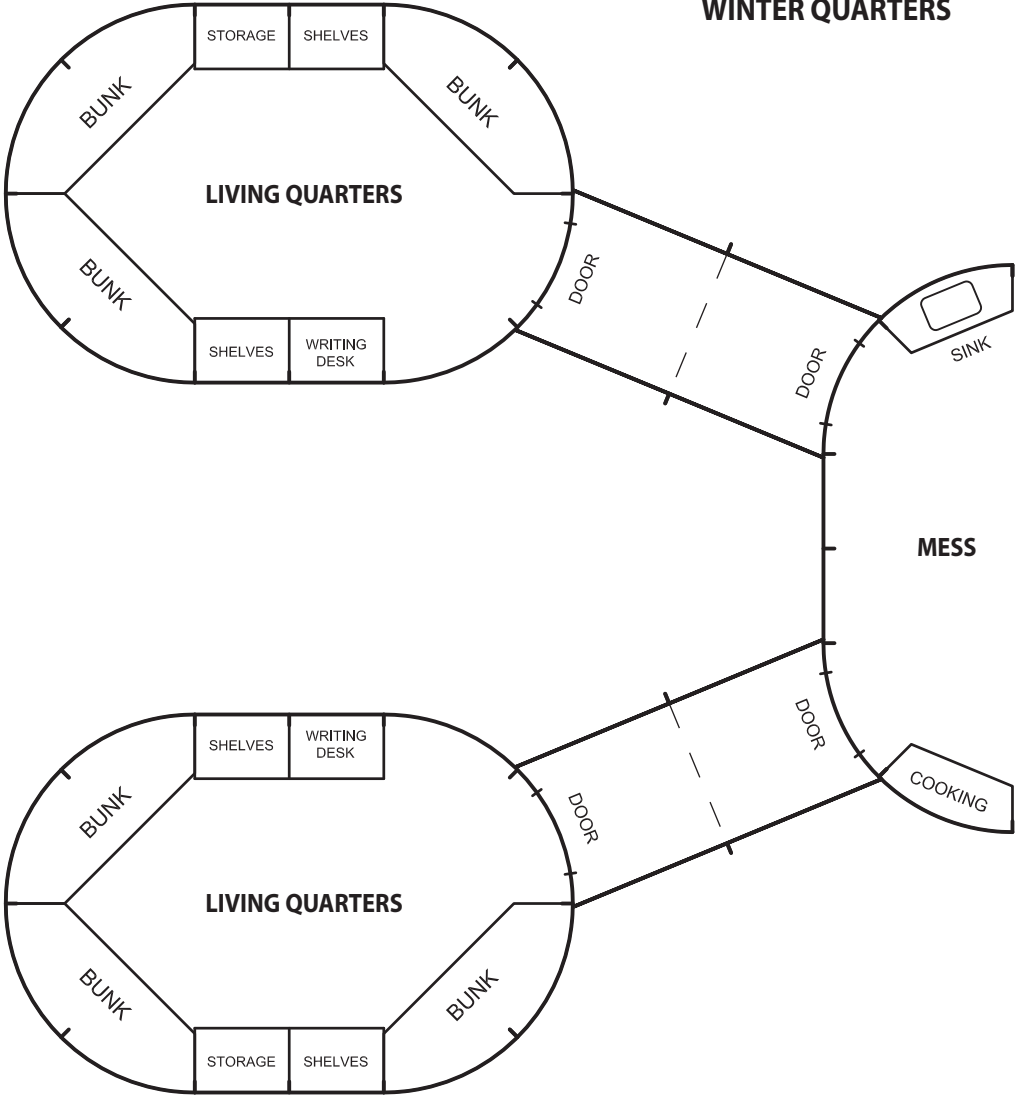 WINTER QUARTERS
STORAGE
SHELVES
BUNK
BUNK
LIVING QUARTERS
BUNK
SHELVES
WRITING
DESK
DOOR
DOOR
SINK
MESS
SHELVES
WRITING
DESK
DOOR
DOOR
COOKING
BUNK
LIVING QUARTERS
BUNK
BUNK
STORAGE
SHELVES